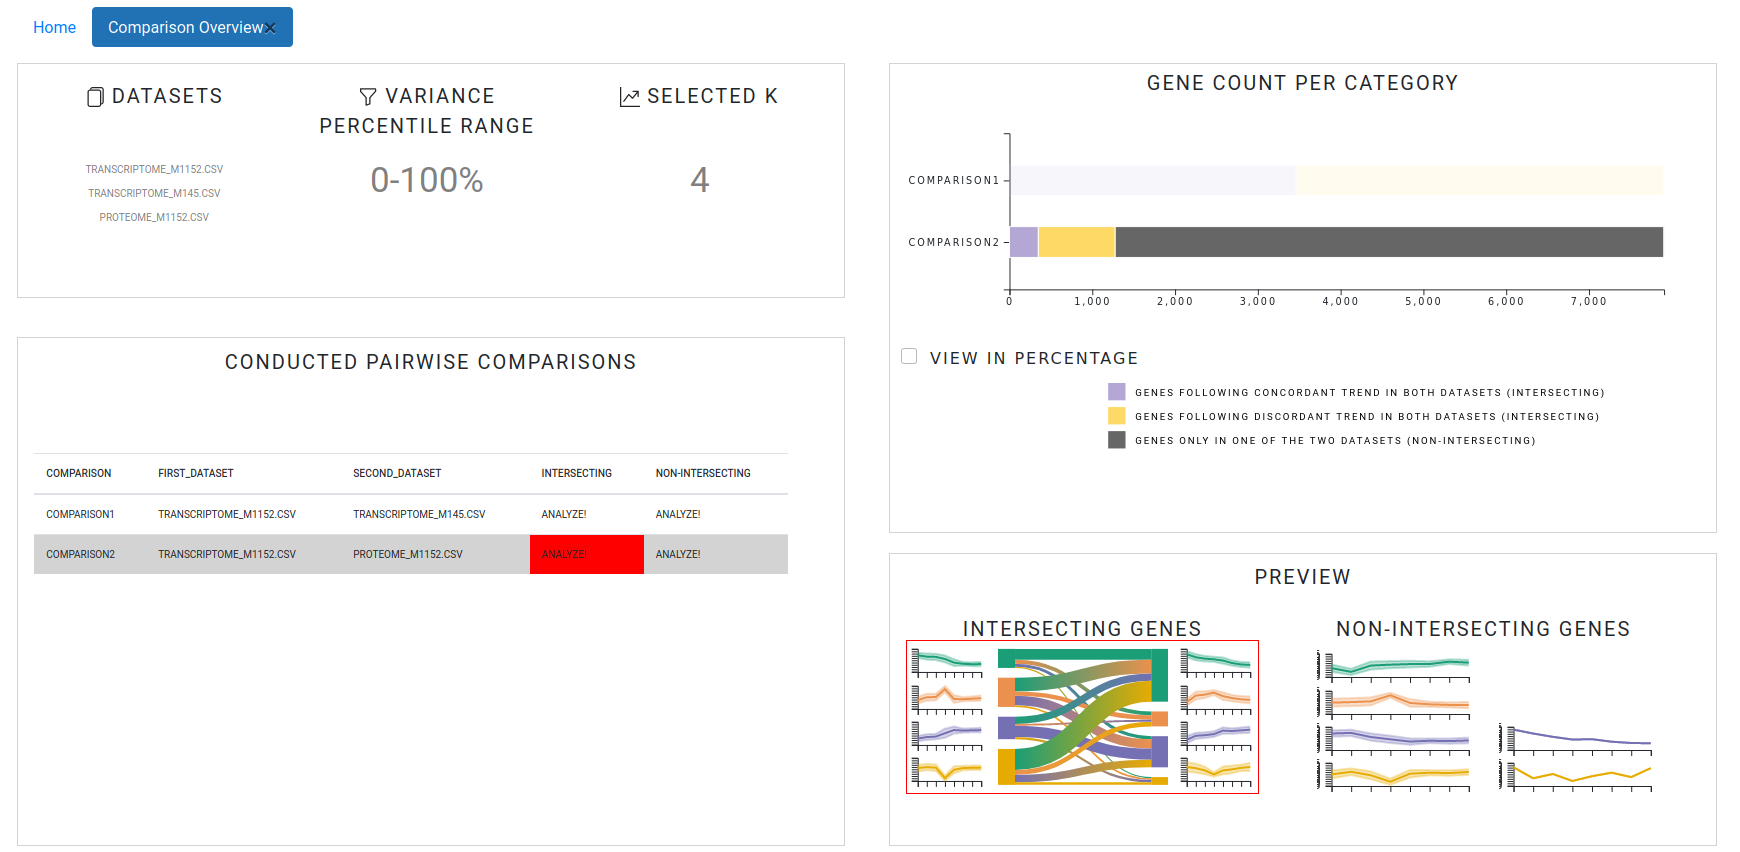 Home
Comparison Overview×
DATASETS
VARIANCE
PERCENTILE RANGE
SELECTED K
TRANSCRIPTOME_M1152.CSV
TRANSCRIPTOME_M145.CSV
PROTEOME_M1152.CSV
0-100%
4
CONDUCTED PAIRWISE COMPARISONS
COMPARISON FIRST_DATASET SECOND_DATASET INTERSECTING NON-INTERSECTING
COMPARISON1 TRANSCRIPTOME_M1152.CSV TRANSCRIPTOME_M145.CSV ANALYZE! ANALYZE!
COMPARISON2 TRANSCRIPTOME_M1152.CSV PROTEOME_M1152.CSV ANALYZE! ANALYZE!
GENE COUNT PER CATEGORY
COMPARISON1
COMPARISON2
0 1,000 2,000 3,000 4,000 5,000 6,000 7,000
VIEW IN PERCENTAGE
GENES FOLLOWING CONCORDANT TREND IN BOTH DATASETS (INTERSECTING)
GENES FOLLOWING DISCORDANT TREND IN BOTH DATASETS (INTERSECTING)
GENES ONLY IN ONE OF THE TWO DATASETS (NON-INTERSECTING)
PREVIEW
INTERSECTING GENES
NON-INTERSECTING GENES